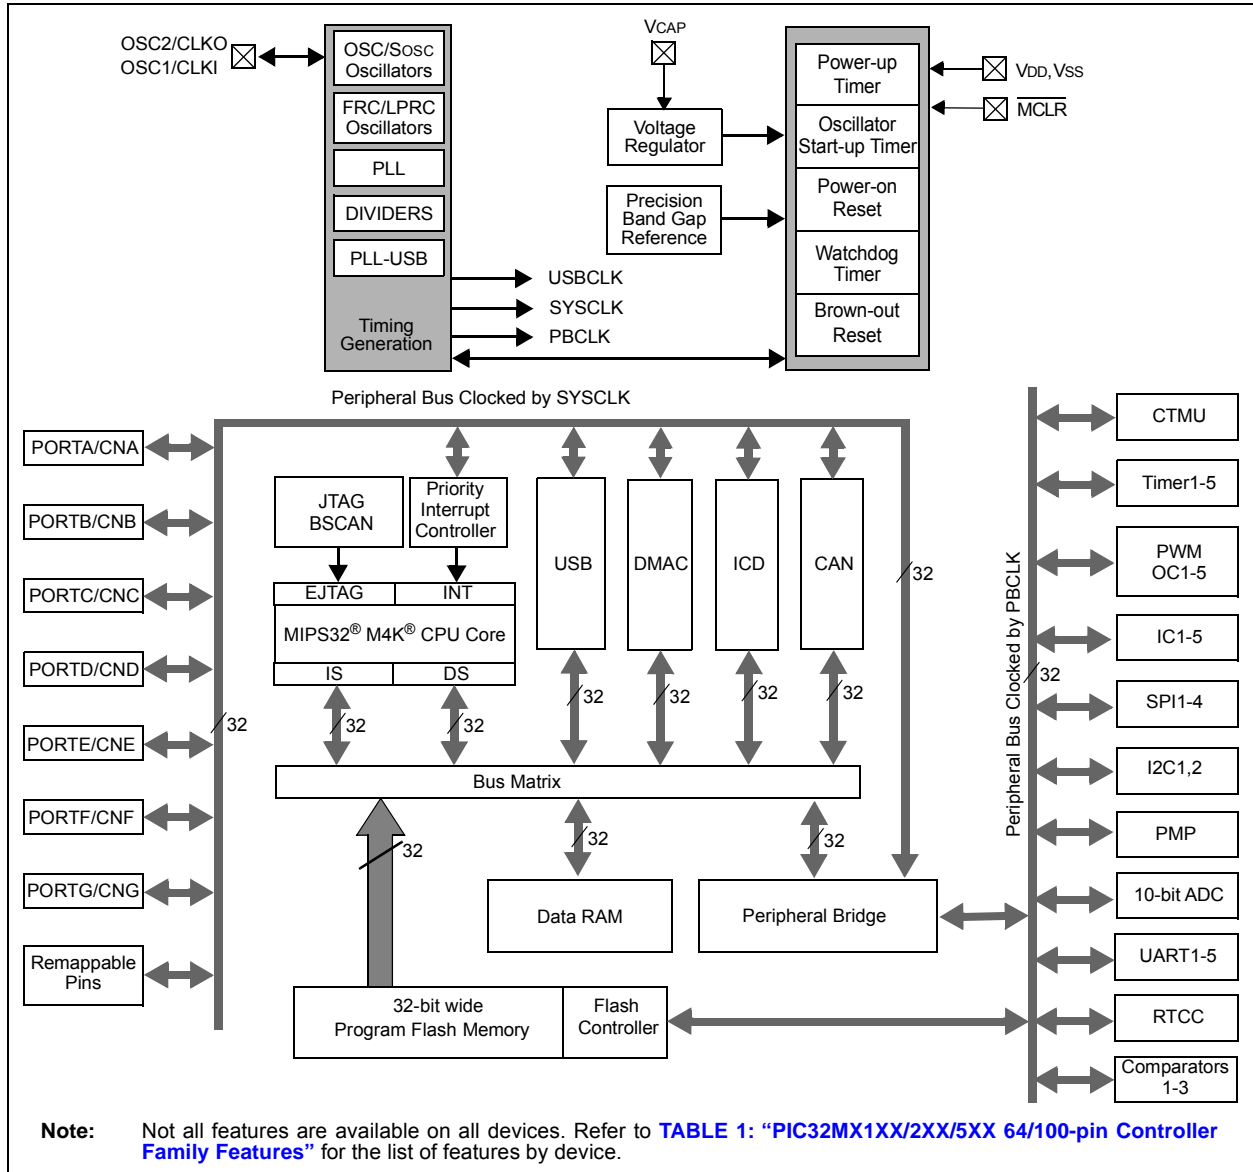 OSC2/CLKO
OSC1/CLKI
OSC/SOSC
Oscillators
FRC/LPRC
Oscillators
PLL
DIVIDERS
PLL-USB
Timing
Generation
USBCLK
SYSCLK
PBCLK
VCAP
Voltage
Regulator
Precision
Band Gap
Reference
Power-up
Timer
Oscillator
Start-up Timer
Power-on
Reset
Watchdog
Timer
Brown-out
Reset
VDD, VSS
MCLR
Peripheral Bus Clocked by SYSCLK
PORTA/CNA
PORTB/CNB
PORTC/CNC
PORTD/CND
PORTE/CNE
PORTF/CNF
PORTG/CNG
Remappable
Pins
32
JTAG
BSCAN
Priority
Interrupt
Controller
EJTAG
INT
MIPS32® M4K® CPU Core
IS
DS
USB
DMAC
ICD
CAN
32
32
32
32
32
32
32
Bus Matrix
32
32
32
Data RAM
Peripheral Bridge
32-bit wide
Program Flash Memory
Flash
Controller
Peripheral Bus Clocked by PBCLK
32
CTMU
Timer1-5
PWM
OC1-5
IC1-5
SPI1-4
I2C1,2
PMP
10-bit ADC
UART1-5
RTCC
Comparators
1-3
Note: Not all features are available on all devices. Refer to TABLE 1: “PIC32MX1XX/2XX/5XX 64/100-pin Controller
Family Features” for the list of features by device.